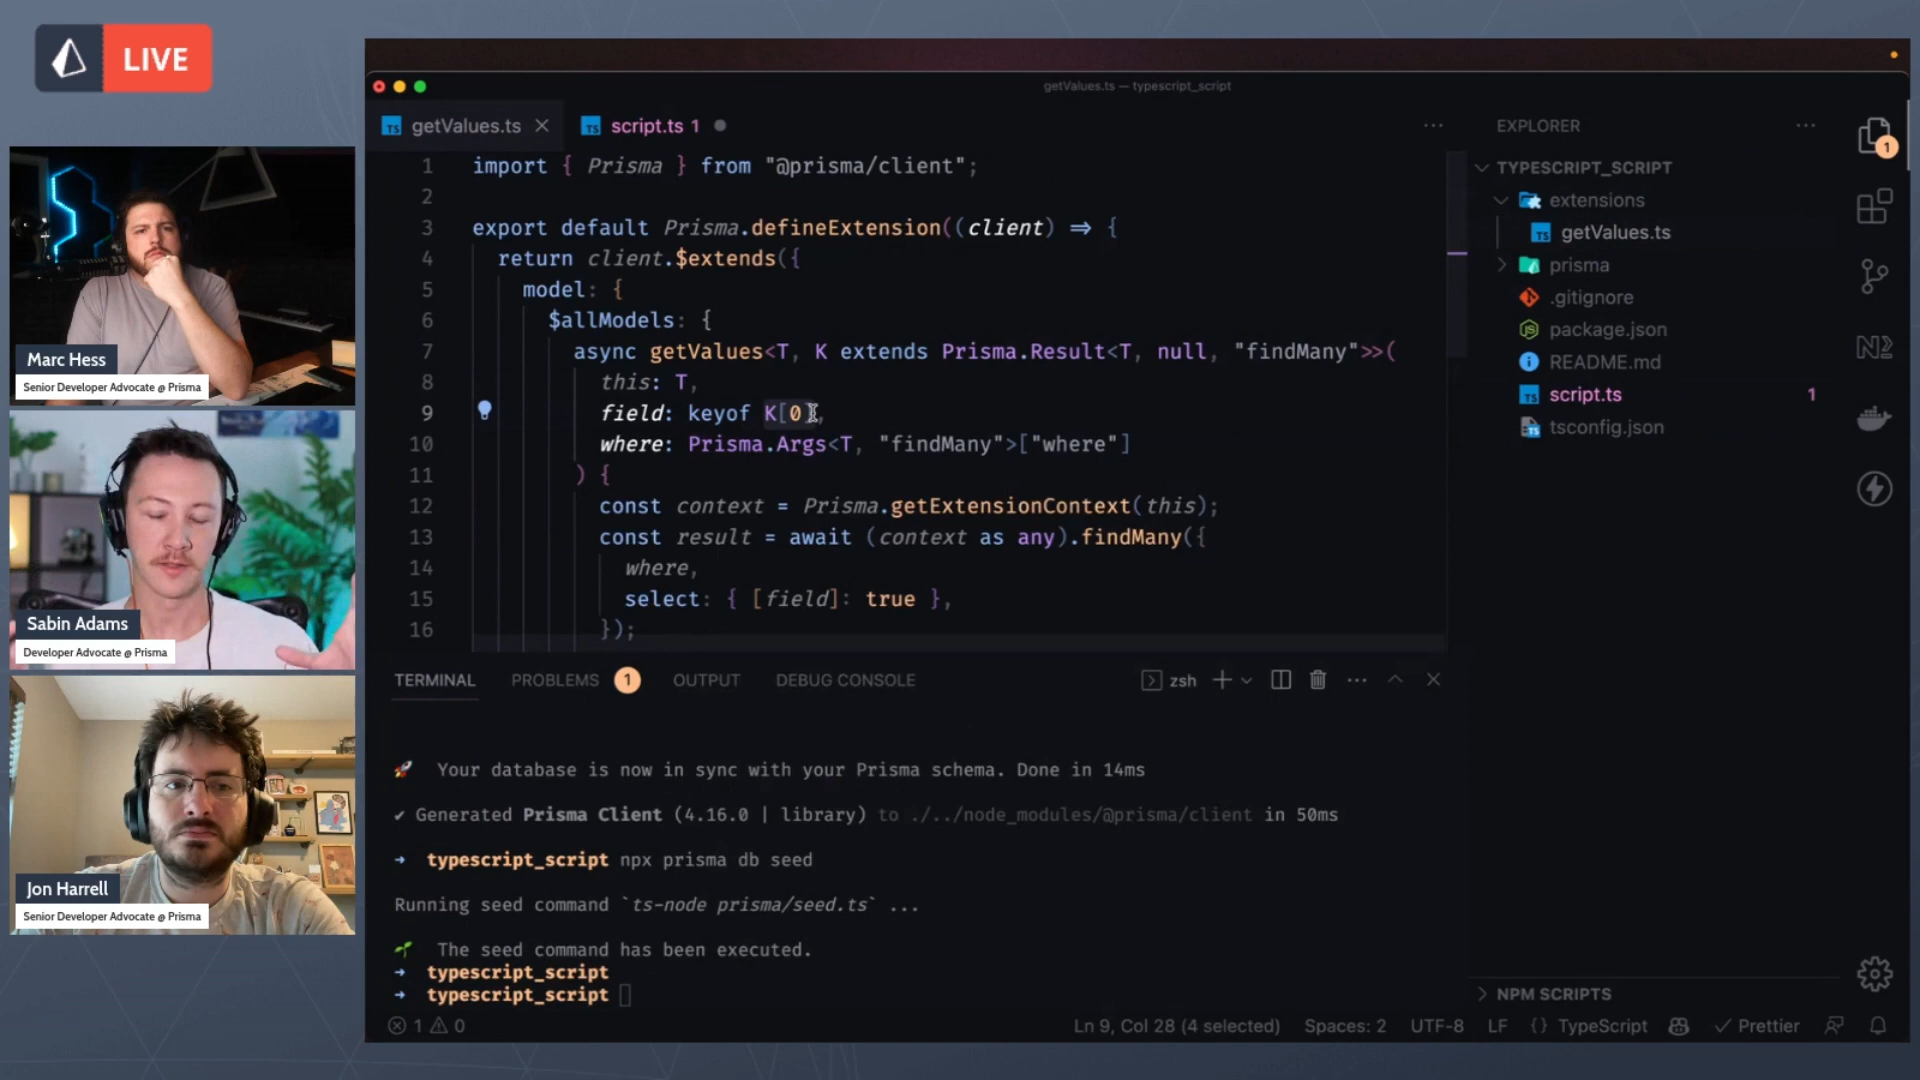 LIVE
Marc Hess
Senior Developer Advocate @ Prisma
Sabin Adams
Developer Advocate @ Prisma
Jon Harrell
Senior Developer Advocate @ Prisma
getValues.ts — typescript_script
TS getValues.ts
TS script.ts 1
1 import { Prisma } from "@prisma/client";
2
3 export default Prisma.defineExtension((client) ⇒ {
4 return client.$extends({
5 model: {
6 $allModels: {
7 async getValues<T, K extends Prisma.Result<T, null, "findMany">>(
8 this: T,
9 field: keyof K[0],
10 where: Prisma.Args<T, "findMany">["where"]
11 ) {
12 const context = Prisma.getExtensionContext(this);
13 const result = await (context as any).findMany({
14 where,
15 select: { [field]: true },
16 });
TERMINAL PROBLEMS 1 OUTPUT DEBUG CONSOLE
zsh
🚀 Your database is now in sync with your Prisma schema. Done in 14ms
✔ Generated Prisma Client (4.16.0 | library) to ./../node_modules/@prisma/client in 50ms
➜ typescript_script npx prisma db seed
Running seed command `ts-node prisma/seed.ts` ...
🌱 The seed command has been executed.
➜ typescript_script
➜ typescript_script
1 0
Ln 9, Col 28 (4 selected) Spaces: 2 UTF-8 LF {} TypeScript ✓ Prettier
EXPLORER
TYPESCRIPT_SCRIPT
extensions
TS getValues.ts
prisma
.gitignore
package.json
README.md
TS script.ts 1
TS tsconfig.json
NPM SCRIPTS
1